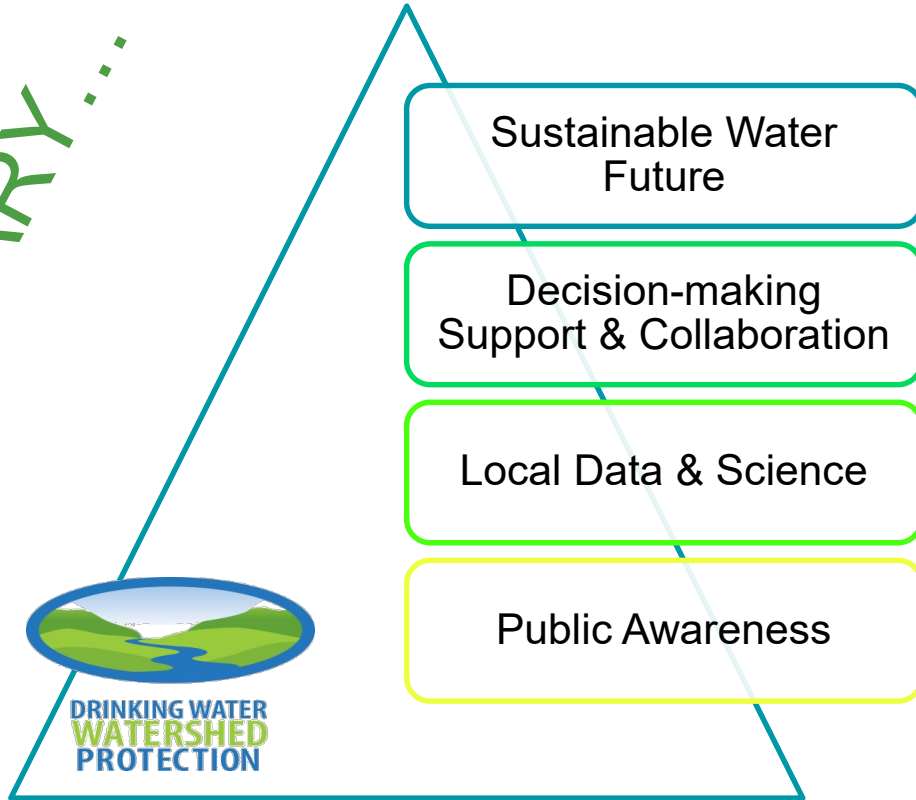 Sustainable Water
Future
Decision-making
Support & Collaboration
Local Data & Science
Public Awareness
DRINKING WATER
WATERSHED
PROTECTION